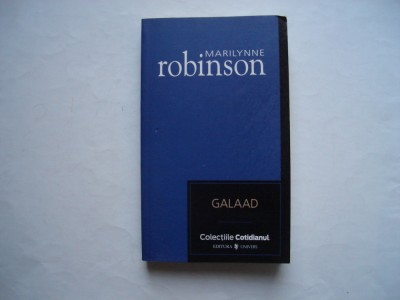 MARILYNNE
robinson
GALAAD
Colecțiile Cotidianul
EDITURA UNIVERS